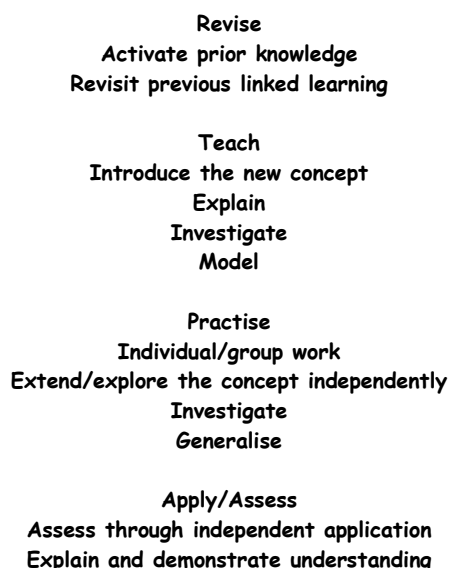 Revise
Activate prior knowledge
Revisit previous linked learning
Teach
Introduce the new concept
Explain
Investigate
Model
Practise
Individual/group work
Extend/explore the concept independently
Investigate
Generalise
Apply/Assess
Assess through independent application
Explain and demonstrate understanding